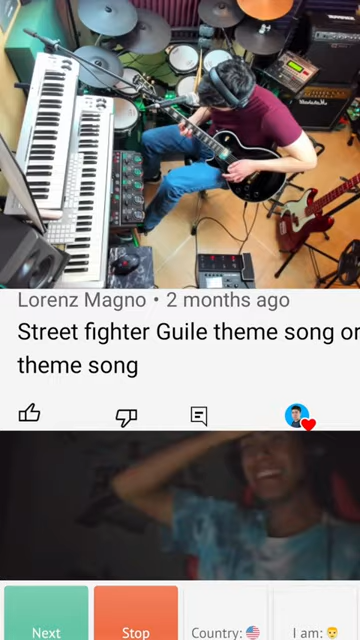 Lorenz Magno • 2 months ago
Street fighter Guile theme song or
theme song
Next
Stop
Country: 🇺🇸
I am: 👨